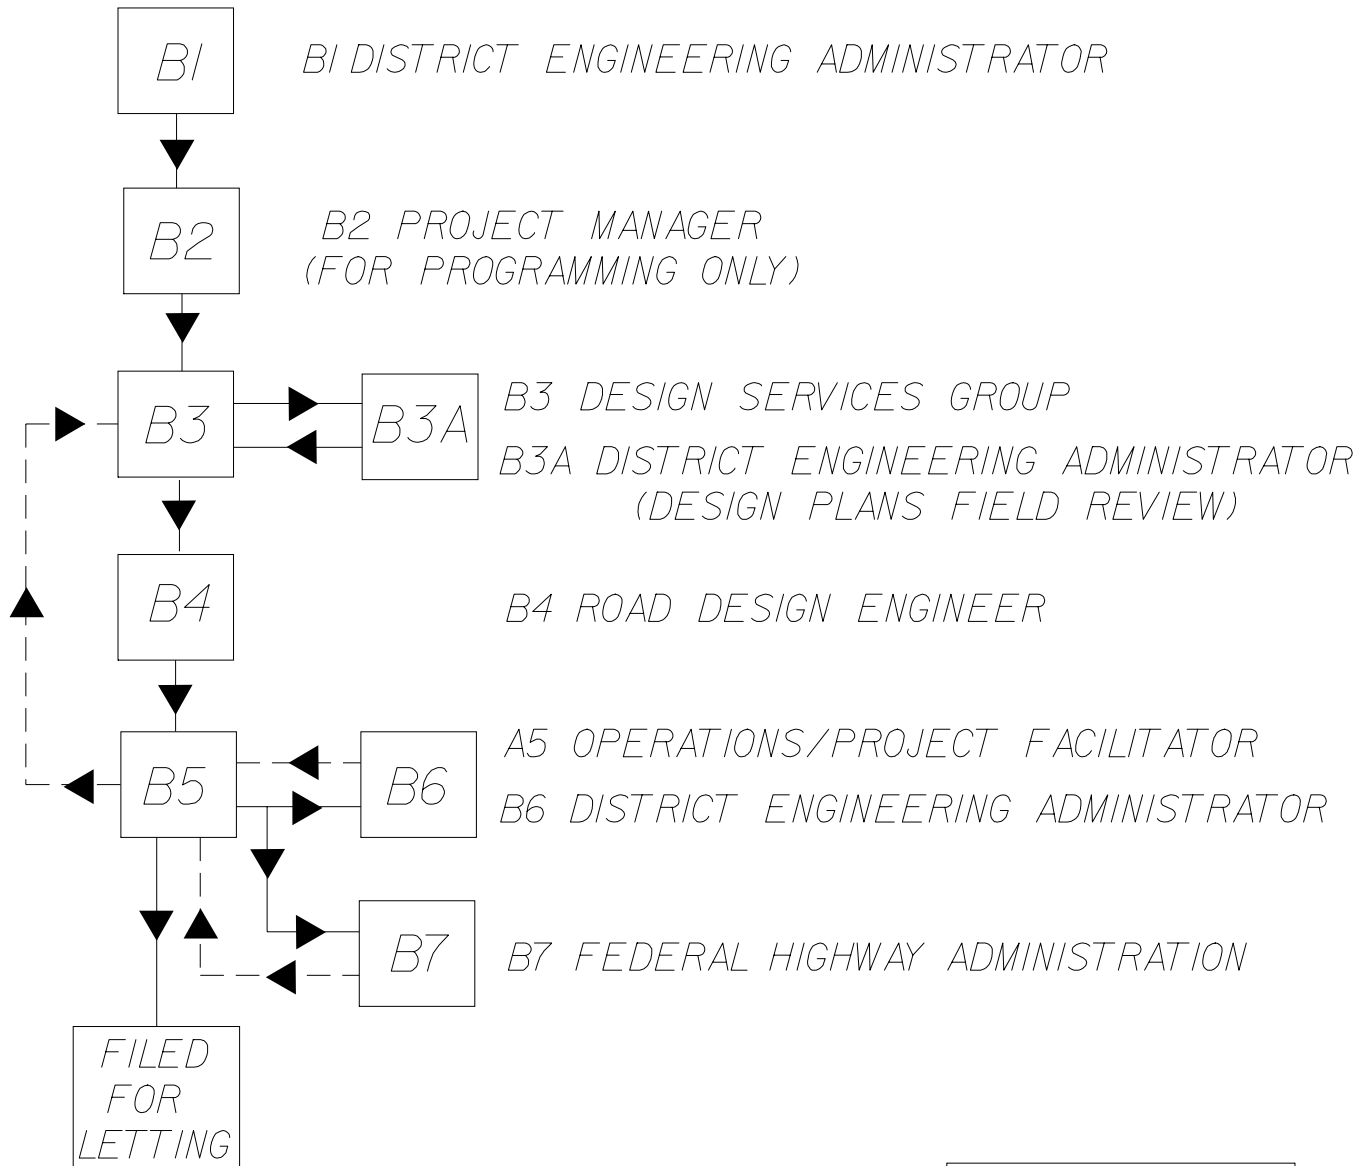 B1
B1 DISTRICT ENGINEERING ADMINISTRATOR
B2
B2 PROJECT MANAGER
(FOR PROGRAMMING ONLY)
B3
B3A
B3 DESIGN SERVICES GROUP
B3A DISTRICT ENGINEERING ADMINISTRATOR
(DESIGN PLANS FIELD REVIEW)
B4
B4 ROAD DESIGN ENGINEER
B5
B6
A5 OPERATIONS/PROJECT FACILITATOR
B6 DISTRICT ENGINEERING ADMINISTRATOR
B7
B7 FEDERAL HIGHWAY ADMINISTRATION
FILED
FOR
LETTING